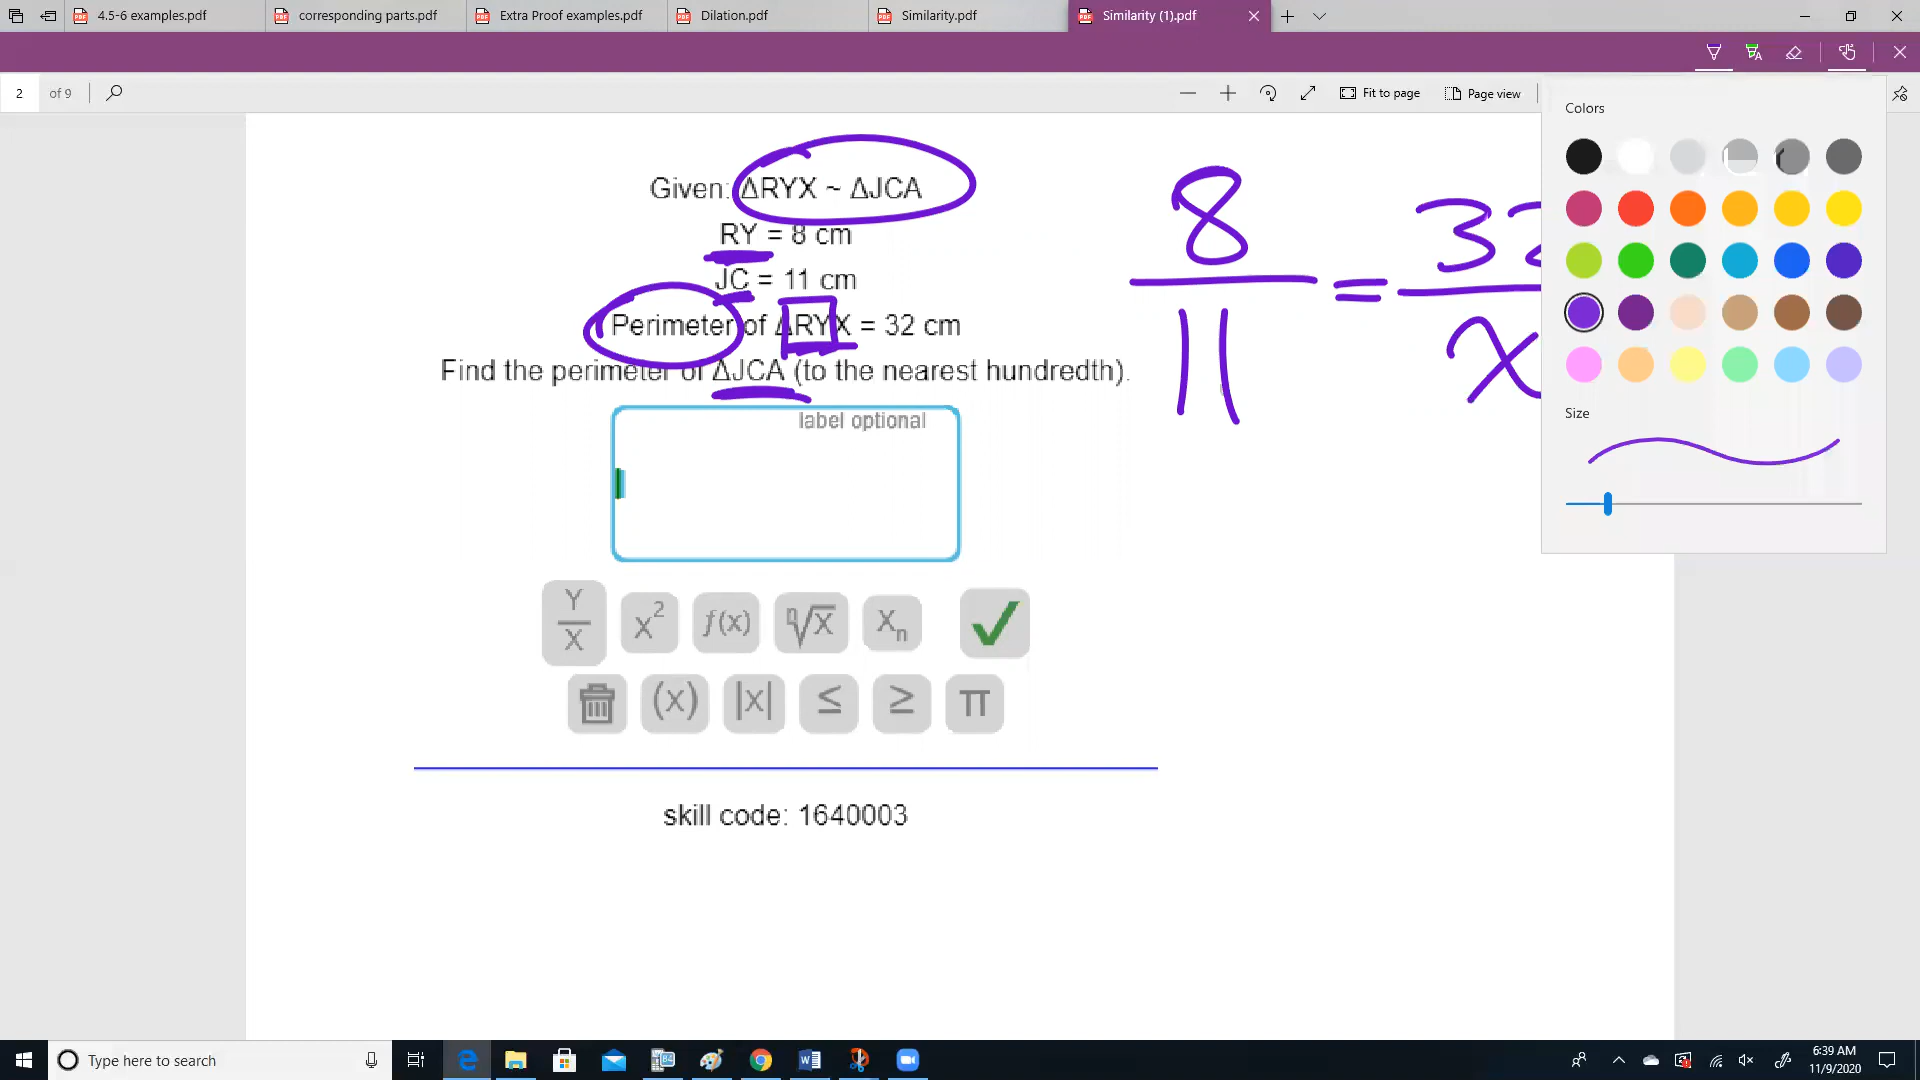 4.5-6 examples.pdf
corresponding parts.pdf
Extra Proof examples.pdf
Dilation.pdf
Similarity.pdf
Similarity (1).pdf
2 of 9
Fit to page
Page view
Given: ΔRYX ~ ΔJCA
RY = 8 cm
JC = 11 cm
Perimeter of ΔRYX = 32 cm
Find the perimeter of ΔJCA (to the nearest hundredth).
8
11
=
32
x
label optional
Y
X
x²
f(x)
ⁿ√x
Xₙ
(x)
|x|
≤
≥
π
skill code: 1640003
Colors
Size
Type here to search
6:39 AM
11/9/2020